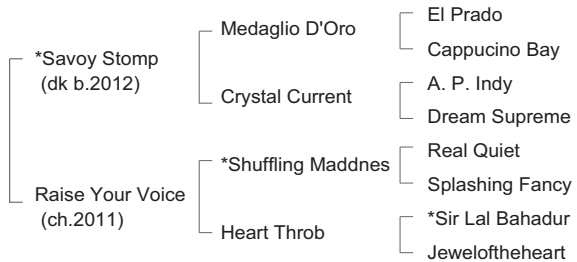 El Prado
Medaglio D'Oro
Cappucino Bay
*Savoy Stomp
(dk b.2012)
A. P. Indy
Crystal Current
Dream Supreme
Real Quiet
*Shuffling Maddnes
Splashing Fancy
Raise Your Voice
(ch.2011)
*Sir Lal Bahadur
Heart Throb
Jeweloftheheart